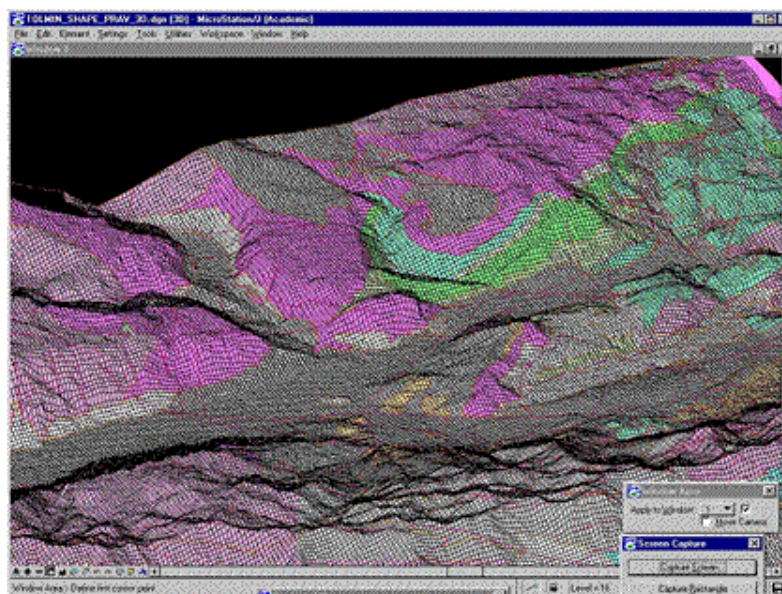 TOLMIN_SHAPE_PRAV_3D.dgn (3D) - MicroStation/J (Academic)
File Edit Element Settings Tools Utilities Workspace Window Help
Window 1
Apply to Window: 1
Move Camera
Screen Capture
Capture Screen
Capture Rectangle
Window Area > Define first corner point
Level=16